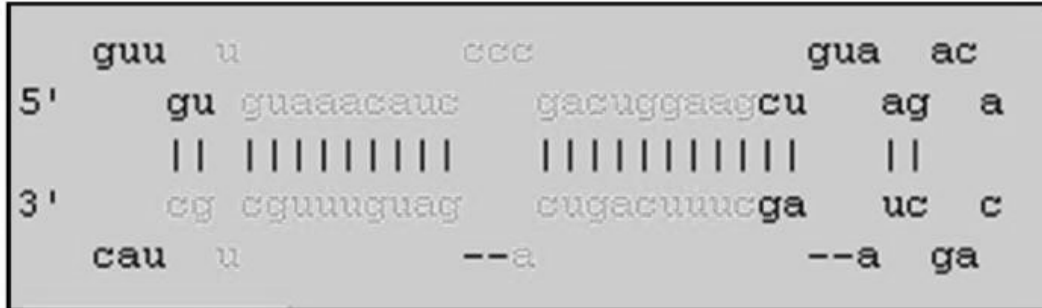 guu u ccc gua ac
5' gu guaaacauc gacuggaagcu ag a
|| ||||||||| ||||||||||| ||
3' cg cguuuguag cugacuuucga uc c
cau u --a --a ga